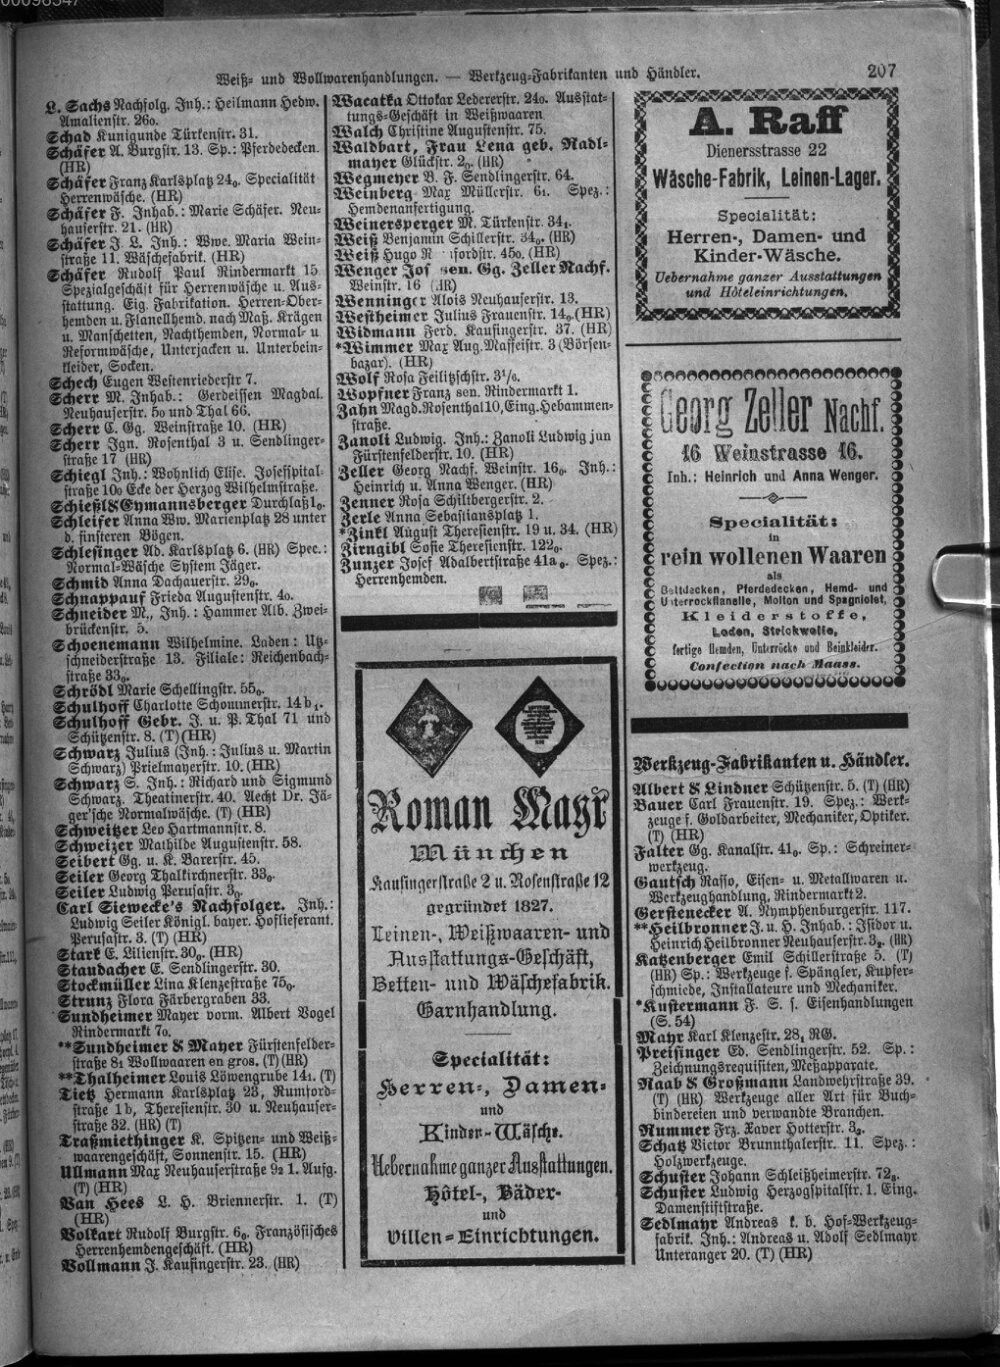 00096547
Weiß- und Wollwarenhandlungen. — Werkzeug-Fabrikanten und Händler.
207
L. Sachs Nachfolg. Inh.: Heilmann Hedw.
Amalienstr. 26o.
Schad Kunigunde Türkenstr. 31.
Schäfer A. Burgstr. 13. Sp.: Pferdedecken.
(HR)
Schäfer Franz Karlsplatz 24o. Specialität
Herrenwäsche. (HR)
Schäfer F. Inhab.: Marie Schäfer. Neu-
hauserstr. 21. (HR)
Schäfer J. L. Inh.: Wwe. Maria Wein-
straße 11. Wäschefabrik. (HR)
Schäfer Rudolf Paul Rindermarkt 15
Spezialgeschäft für Herrenwäsche u. Aus-
stattung. Eig. Fabrikation. Herren-Ober-
hemden u. Flanellhemd. nach Maß. Krägen
u. Manschetten, Nachthemden, Normal- u
Reformwäsche, Unterjacken u. Unterbein-
kleider, Socken.
Schech Eugen Westenriederstr 7.
Scherr M. Inhab.: Gerdeissen Magdal.
Neuhauserstr. 5o und Thal 66.
Scherr C. Gg. Weinstraße 10. (HR)
Scherr Ign. Rosenthal 3 u. Sendlinger-
straße 17 (HR)
Schiegl Inh.: Wohnlich Elise. Josefspital-
straße 10o Ecke der Herzog Wilhelmstraße.
Schießl&Eymannsberger Durchlaß 1o.
Schleifer Anna Ww. Marienplatz 28 unter
d. finsteren Bögen.
Schlesinger Ad. Karlsplatz 6. (HR) Spec.:
Normal-Wäsche System Jäger.
Schmid Anna Dachauerstr. 29o.
Schnappauf Frieda Augustenstr. 4o.
Schneider M., Inh.: Hammer Alb. Zwei-
brückenstr. 5.
Schoenemann Wilhelmine. Laden: Utz-
schneiderstraße 13. Filiale: Reichenbach-
straße 33o.
Schrödl Marie Schellingstr. 55o.
Schulhoff Charlotte Schommerstr. 14b1.
Schulhoff Gebr. J. u. P. Thal 71 und
Schützenstr. 8. (T) (HR)
Schwarz Julius (Inh.: Julius u. Martin
Schwarz) Prielmayerstr. 10. (HR)
Schwarz S. Inh.: Richard und Sigmund
Schwarz. Theatinerstr. 40. Aecht Dr. Jä-
ger'sche Normalwäsche. (T) (HR)
Schweitzer Leo Hartmannstr. 8.
Schweizer Mathilde Augustenstr. 58.
Seibert Gg. u. K. Barerstr. 45.
Seiler Georg Thalkirchnerstr. 33o.
Seiler Ludwig Perusastr. 3o.
Carl Siewecke's Nachfolger. Inh.:
Ludwig Seiler Königl. bayer. Hoflieferant.
Perusastr. 3. (T) (HR)
Stark E. Lilienstr. 30o. (HR)
Staudacher E. Sendlingerstr. 30.
Stockmüller Lina Klenzestraße 75o.
Strunz Flora Färbergraben 33.
Sundheimer Mayer vorm. Albert Vogel
Rindermarkt 7o.
**Sundheimer & Mayer Fürstenfelder-
straße 81 Wollwaaren en gros. (T) (HR)
**Thalheimer Louis Löwengrube 141. (T)
Tietz Hermann Karlsplatz 23, Rumford-
straße 1b, Theresienstr. 30 u. Neuhauser-
straße 32. (HR) (T)
Traßmiethinger K. Spitzen- und Weiß-
waarengeschäft, Sonnenstr. 15. (HR)
Ullmann Max Neuhauserstraße 92 1. Aufg.
(T) (HR)
Van Hees L. H. Briennerstr. 1. (T)
(HR)
Volkart Rudolf Burgstr. 6o. Französisches
Herrenhemdengeschäft. (HR)
Vollmann J. Kaufingerstr. 23. (HR)
Wacatka Ottokar Ledererstr. 24o. Ausstat-
tungs-Geschäft in Weißwaaren
Walch Christine Augustenstr. 75.
Waldbart, Frau Lena geb. Nadl-
mayer Glückstr. 2o. (HR)
Wegmeyer B. F. Sendlingerstr. 64.
Weinberg Max Müllerstr. 61. Spez.:
Hemdenanfertigung.
Weinersperger M. Türkenstr. 341.
Weiß Benjamin Schillerstr. 34o. (HR)
Weiß Hugo fordstr. 45o. (HR)
Wenger Jos sen. Gg. Zeller Nachf.
Weinstr. 16 (HR)
Wenninger Alois Neuhauserstr. 13.
Westheimer Julius Frauenstr. 14o (HR)
Widmann Ferd. Kaufingerstr. 37. (HR)
*Wimmer Max Aug. Maffeistr. 3 (Börsen-
bazar). (HR)
Wolf Rosa Feilitzschstr. 3 1/0.
Wopfner Franz sen. Rindermarkt 1.
Zahn Magd. Rosenthal 10, Eing. Hebammen-
straße.
Zanoli Ludwig. Inh.: Zanoli Ludwig jun
Fürstenfelderstr. 10. (HR)
Zeller Georg Nachf. Weinstr. 16o. Inh.:
Heinrich u. Anna Wenger. (HR)
Zenner Rosa Schiltbergerstr. 2.
Zerle Anna Sebastiansplatz 1.
*Zinkl August Theresienstr. 19 u. 34. (HR)
Zirngibl Sofie Theresienstr. 122o.
Zunzer Josef Adalbertstraße 41a o. Spez.:
Herrenhemden.
Roman Mayr
München
Kaufingerstraße 2 u. Rosenstraße 12
gegründet 1827.
Leinen-, Weißwaaren- und
Ausstattungs-Geschäft,
Betten- und Wäschefabrik.
Garnhandlung.
Specialität:
Herren-, Damen-
und
Kinder-Wäsche.
Uebernahme ganzer Ausstattungen.
Hôtel-, Bäder-
und
Villen-Einrichtungen.
A. Raff
Dienersstrasse 22
Wäsche-Fabrik, Leinen-Lager.
Specialität:
Herren-, Damen- und
Kinder-Wäsche.
Uebernahme ganzer Ausstattungen
und Hôteleinrichtungen.
Georg Zeller Nachf.
16 Weinstrasse 16.
Inh.: Heinrich und Anna Wenger.
Specialität:
in
rein wollenen Waaren
als
Bettdecken, Pferdedecken, Hemd- und
Unterrockflanelle, Molton und Spagniolet,
Kleiderstoffe,
Loden, Strickwolle,
fertige Hemden, Unterröcke und Beinkleider.
Confection nach Maass.
Werkzeug-Fabrikanten u. Händler.
Albert & Lindner Schützenstr. 5. (T) (HR)
Bauer Carl Frauenstr. 19. Spez.: Werk-
zeuge f. Goldarbeiter, Mechaniker, Optiker.
(T) (HR)
Falter Gg. Kanalstr. 41o. Sp.: Schreiner-
werkzeug.
Gautsch Nasso, Eisen- u. Metallwaren u.
Werkzeughandlung, Rindermarkt 2.
Gerstenecker A. Nymphenburgerstr. 117.
**Heilbronner J. u. H. Inhab.: Isidor u.
Heinrich Heilbronner Neuhauserstr. 32. (HR)
Katzenberger Emil Schillerstraße 5. (T)
(HR) Sp.: Werkzeuge f. Spängler, Kupfer-
schmiede, Installateure und Mechaniker.
*Kustermann F. S. s. Eisenhandlungen
(S. 54)
Mayr Karl Klenzestr. 28, RG.
Preisinger Ed. Sendlingerstr. 52. Sp.:
Zeichnungsrequisiten, Meßapparate.
Raab & Großmann Landwehrstraße 39.
(T) (HR) Werkzeuge aller Art für Buch-
bindereien und verwandte Branchen.
Rummer Frz. Xaver Hotterstr. 32.
Schatz Victor Brunnthalerstr. 11. Spez.:
Holzwerkzeuge.
Schuster Johann Schleißheimerstr. 72o.
Schuster Ludwig Herzogspitalstr. 1. Eing.
Damenstiftstraße.
Sedlmayr Andreas k. b. Hof-Werkzeug-
fabrik. Inh.: Andreas u. Adolf Sedlmayr
Unteranger 20. (T) (HR)